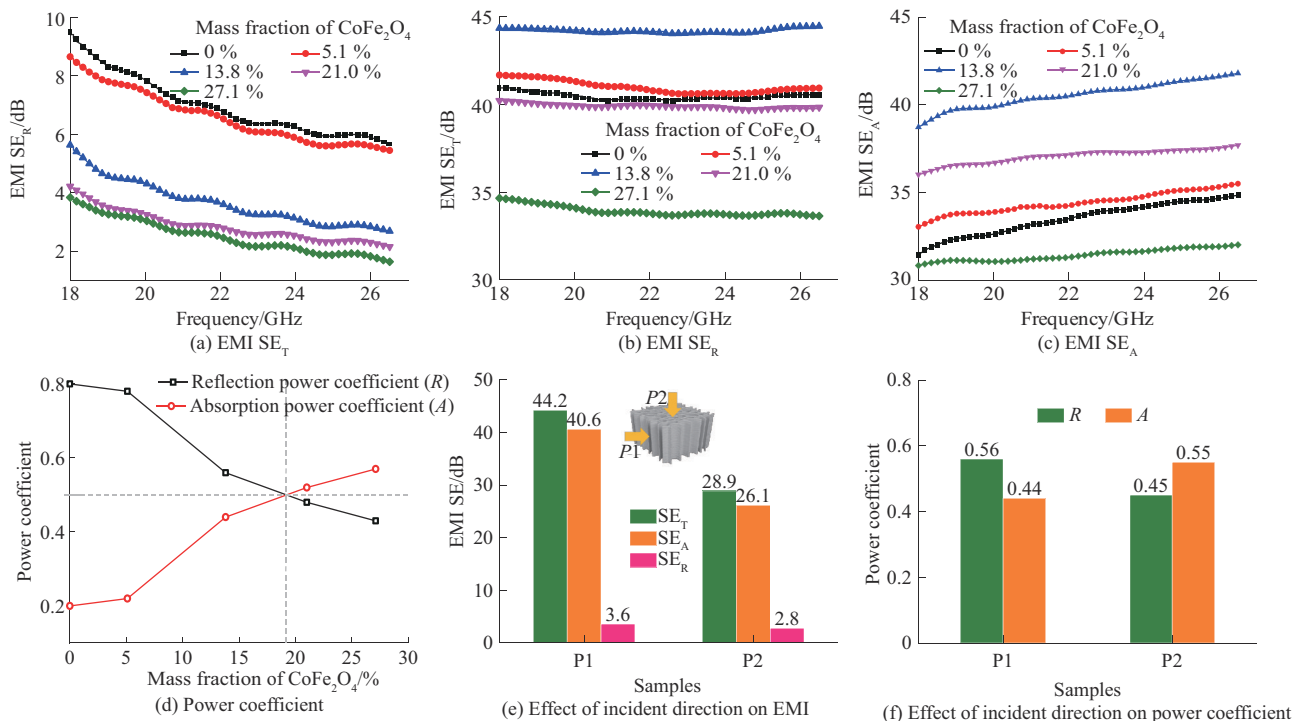 EMI SE_R/dB
10
8
6
4
2
18 20 22 24 26
Mass fraction of CoFe₂O₄
0 % 5.1 %
13.8 % 21.0 %
27.1 %
Frequency/GHz
(a) EMI SE_T
EMI SE_T/dB
45
40
35
30
18 20 22 24 26
Mass fraction of CoFe₂O₄
0 % 5.1 %
13.8 % 21.0 %
27.1 %
Frequency/GHz
(b) EMI SE_R
EMI SE_A/dB
45
40
35
30
18 20 22 24 26
Mass fraction of CoFe₂O₄
0 % 5.1 %
13.8 % 21.0 %
27.1 %
Frequency/GHz
(c) EMI SE_A
Power coefficient
0.8
0.6
0.4
0.2
0 5 10 15 20 25 30
Reflection power coefficient (R)
Absorption power coefficient (A)
Mass fraction of CoFe₂O₄/%
(d) Power coefficient
EMI SE/dB
50
40
30
20
10
0
44.2
40.6
3.6
28.9
26.1
2.8
P2
P1
SE_T
SE_A
SE_R
P1 P2
Samples
(e) Effect of incident direction on EMI
Power coefficient
0.8
0.6
0.4
0.2
0
R A
0.56
0.44
0.45
0.55
P1 P2
Samples
(f) Effect of incident direction on power coefficient